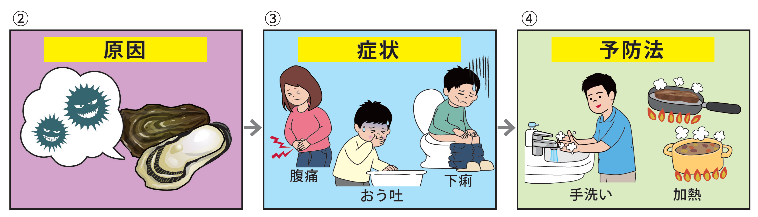 ②
原因
③
症状
腹痛
おう吐
下痢
④
予防法
手洗い
加熱